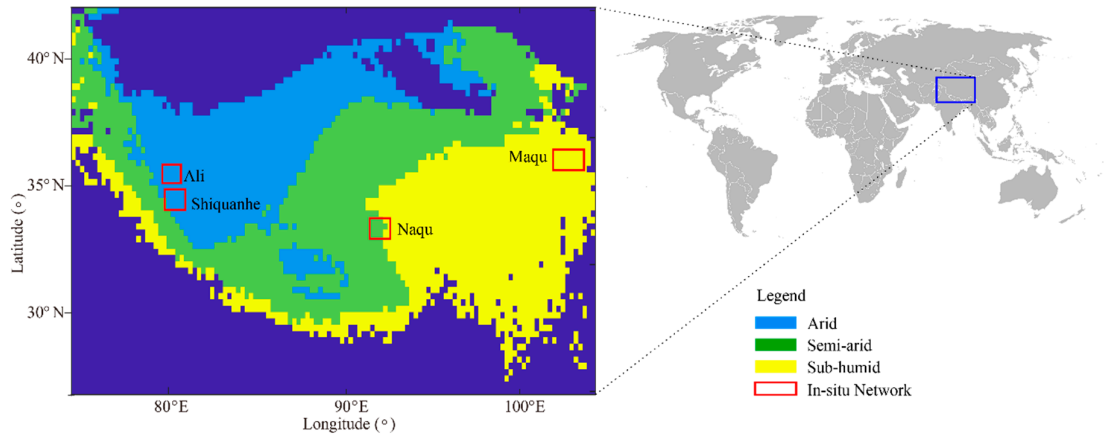 40° N
35° N
30° N
Latitude (°)
Ali
Shiquanhe
Naqu
Maqu
80°E
90°E
100°E
Longitude (°)
Legend
Arid
Semi-arid
Sub-humid
In-situ Network